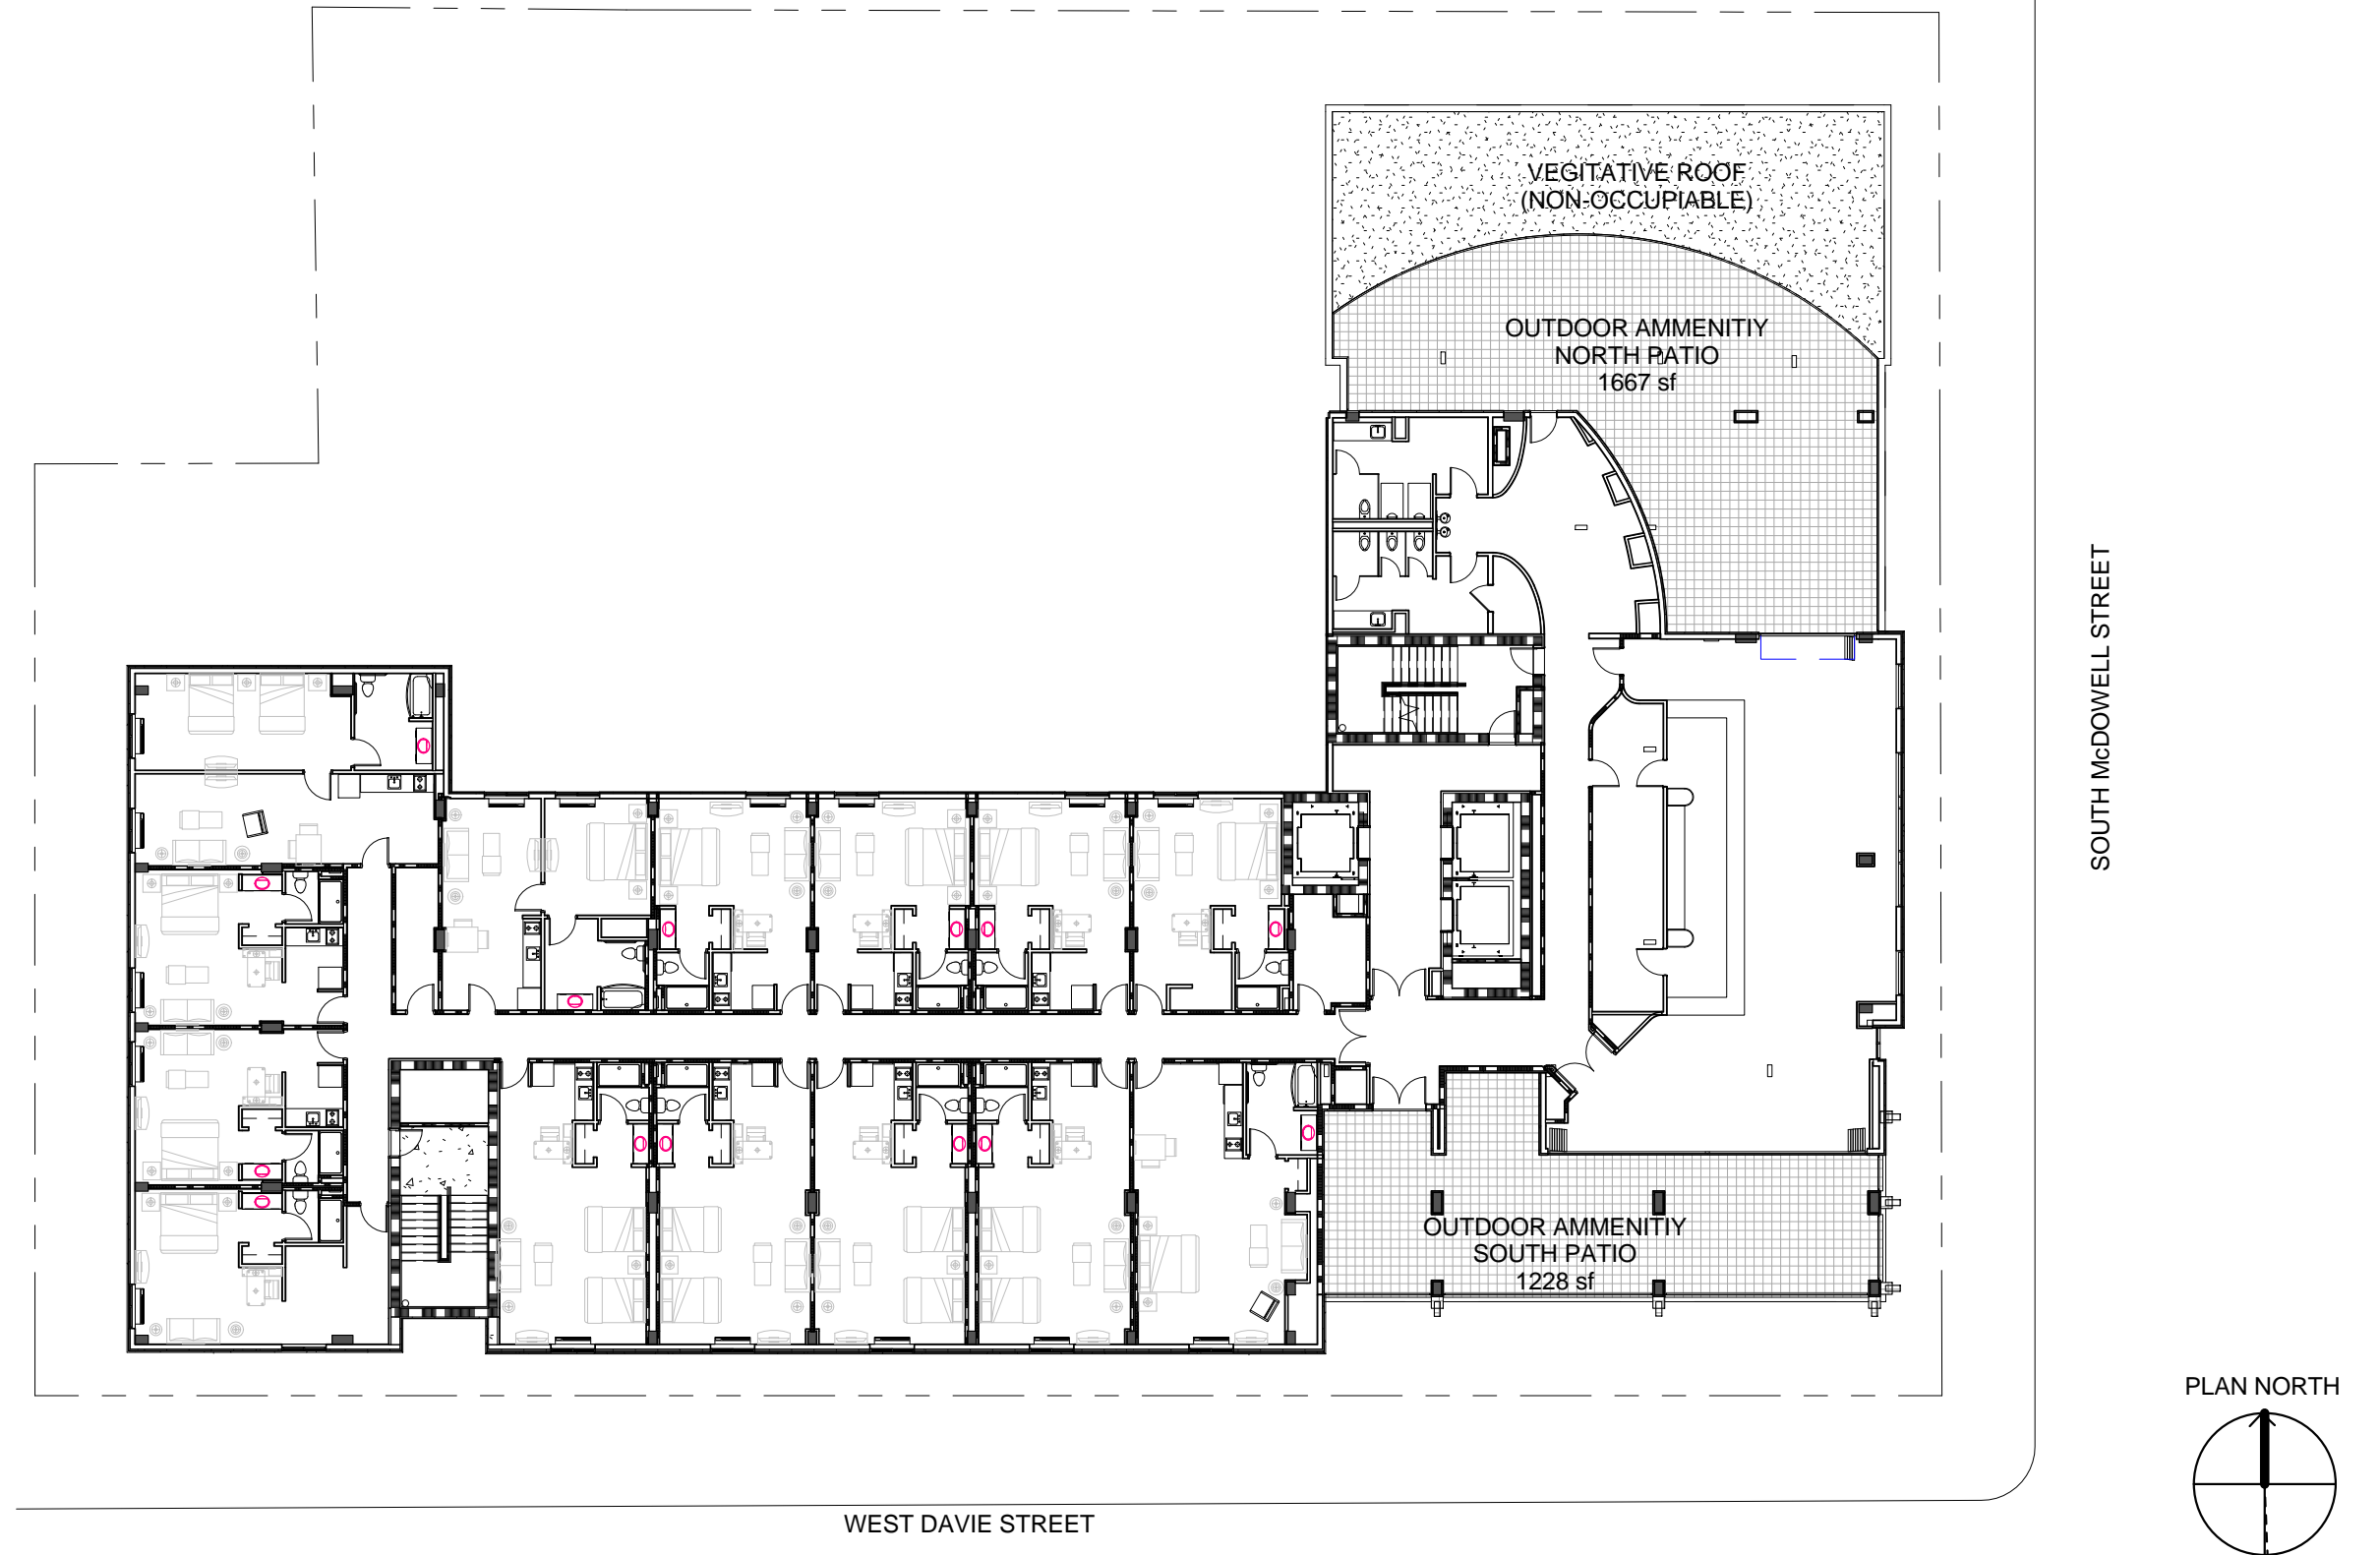 VEGITATIVE ROOF
(NON-OCCUPIABLE)
OUTDOOR AMMENITIY
NORTH PATIO
1667 sf
SOUTH McDOWELL STREET
OUTDOOR AMMENITIY
SOUTH PATIO
1228 sf
PLAN NORTH
WEST DAVIE STREET